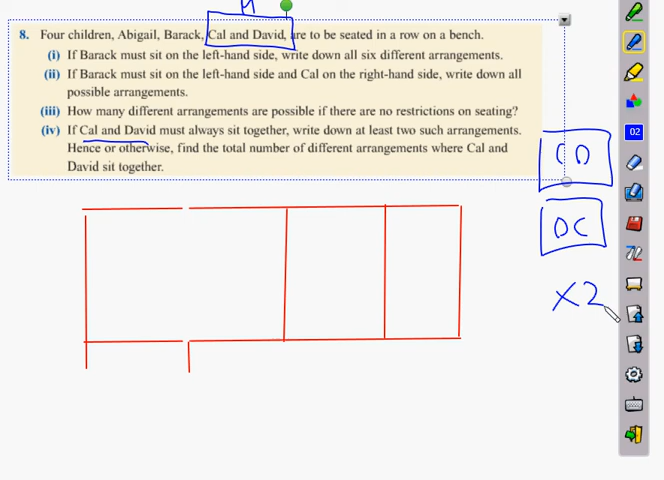 8. Four children, Abigail, Barack, Cal and David, are to be seated in a row on a bench.
(i) If Barack must sit on the left-hand side, write down all six different arrangements.
(ii) If Barack must sit on the left-hand side and Cal on the right-hand side, write down all
possible arrangements.
(iii) How many different arrangements are possible if there are no restrictions on seating?
(iv) If Cal and David must always sit together, write down at least two such arrangements.
Hence or otherwise, find the total number of different arrangements where Cal and
David sit together.
02
CD
DC
X2